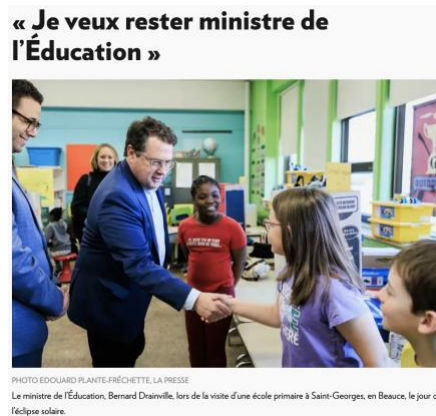 « Je veux rester ministre de
l’Éducation »
PHOTO EDOUARD PLANTE-FRÉCHETTE, LA PRESSE
Le ministre de l’Éducation, Bernard Drainville, lors de la visite d’une école primaire à Saint-Georges, en Beauce, le jour
l’éclipse solaire.